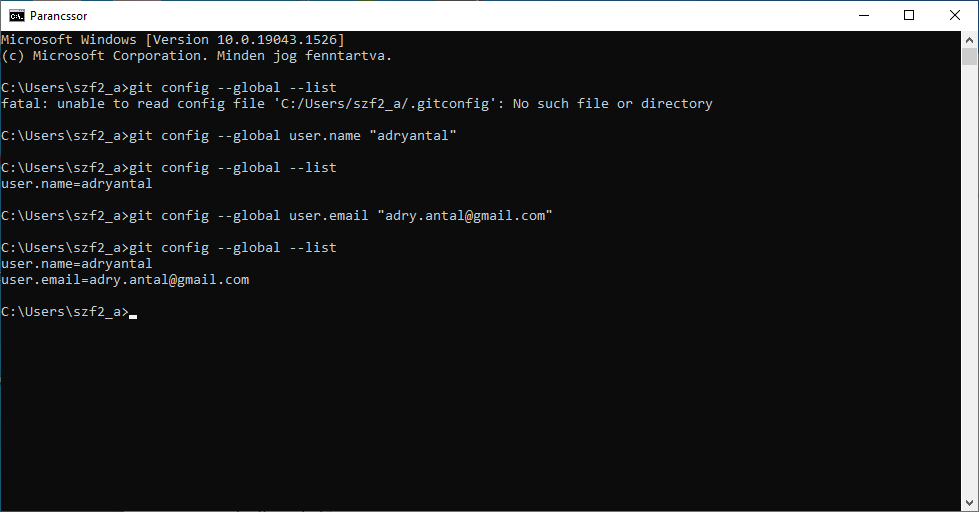 Parancssor
Microsoft Windows [Version 10.0.19043.1526]
(c) Microsoft Corporation. Minden jog fenntartva.
C:\Users\szf2_a>git config --global --list
fatal: unable to read config file 'C:/Users/szf2_a/.gitconfig': No such file or directory
C:\Users\szf2_a>git config --global user.name "adryantal"
C:\Users\szf2_a>git config --global --list
user.name=adryantal
C:\Users\szf2_a>git config --global user.email "adry.antal@gmail.com"
C:\Users\szf2_a>git config --global --list
user.name=adryantal
user.email=adry.antal@gmail.com
C:\Users\szf2_a>